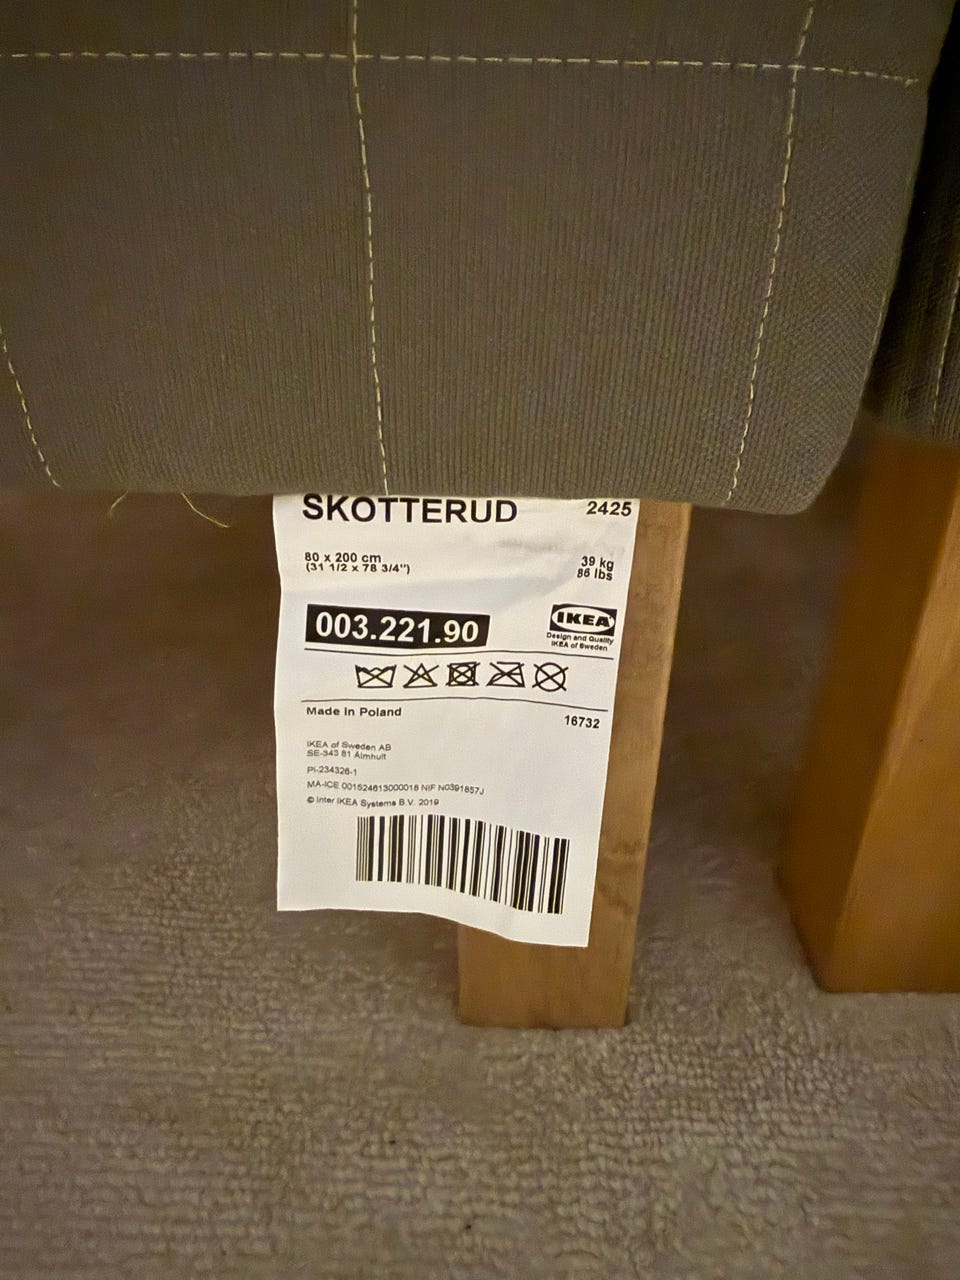 SKOTTERUD 2425
80 x 200 cm
(31 1/2 x 78 3/4")
39 kg
86 lbs
003.221.90
IKEA
Design and Quality
IKEA of Sweden
Made in Poland
16732
IKEA of Sweden AB
SE-343 81 Älmhult
PI-234326-1
MA-ICE 001524613000018 NIF N0391857J
© Inter IKEA Systems B.V. 2019